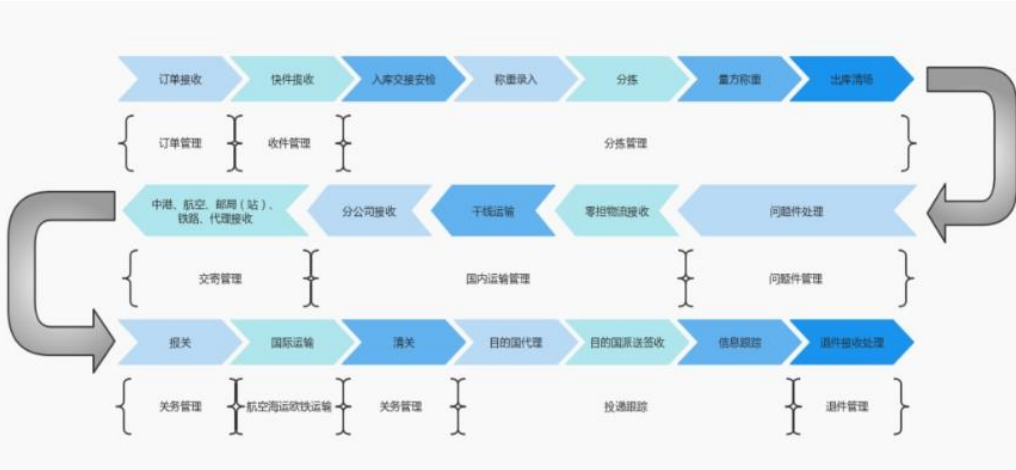 订单接收
快件揽收
入库交接安检
称重录入
分拣
量方称重
出库清场
订单管理
收件管理
分拣管理
中港、航空、邮局（站）、
铁路、代理接收
分公司接收
干线运输
零担物流接收
问题件处理
交寄管理
国内运输管理
问题件管理
报关
国际运输
清关
目的国代理
目的国派送签收
信息跟踪
退件接收处理
关务管理
航空海运欧铁运输
关务管理
投递跟踪
退件管理